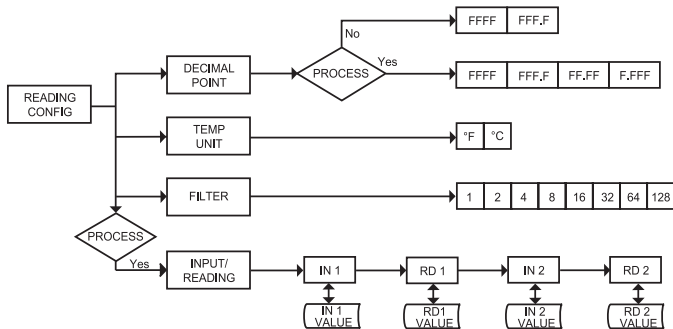 No
FFFF FFF.F
DECIMAL
POINT
PROCESS
Yes
FFFF FFF.F FF.FF F.FFF
READING
CONFIG
TEMP
UNIT
°F °C
FILTER
1 2 4 8 16 32 64 128
PROCESS
Yes
INPUT/
READING
IN 1
RD 1
IN 2
RD 2
IN 1
VALUE
RD1
VALUE
IN 2
VALUE
RD 2
VALUE